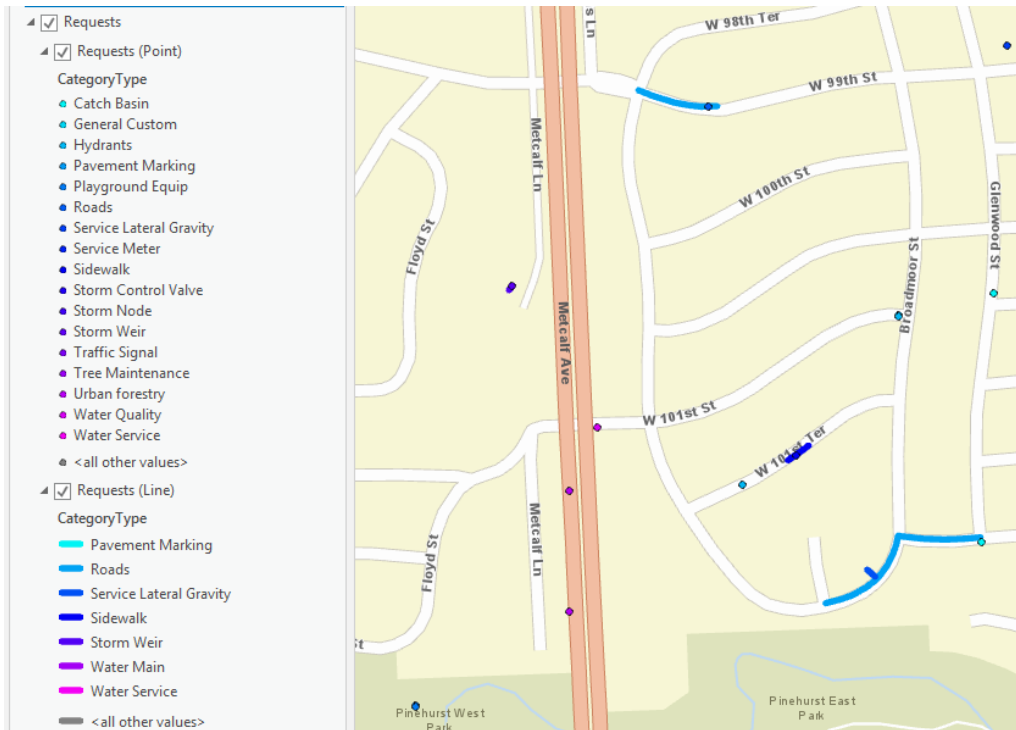 Requests
Requests (Point)
CategoryType
Catch Basin
General Custom
Hydrants
Pavement Marking
Playground Equip
Roads
Service Lateral Gravity
Service Meter
Sidewalk
Storm Control Valve
Storm Node
Storm Weir
Traffic Signal
Tree Maintenance
Urban forestry
Water Quality
Water Service
<all other values>
Requests (Line)
CategoryType
Pavement Marking
Roads
Service Lateral Gravity
Sidewalk
Storm Weir
Water Main
Water Service
<all other values>
s Ln
W 98th Ter
W 99th St
Metcalf Ln
W 100th St
Glenwood St
Floyd St
Broadmoor St
Metcalf Ave
W 101st St
W 101st Ter
Metcalf Ln
Floyd St
St
Pinehurst West
Park
Pinehurst East
Park